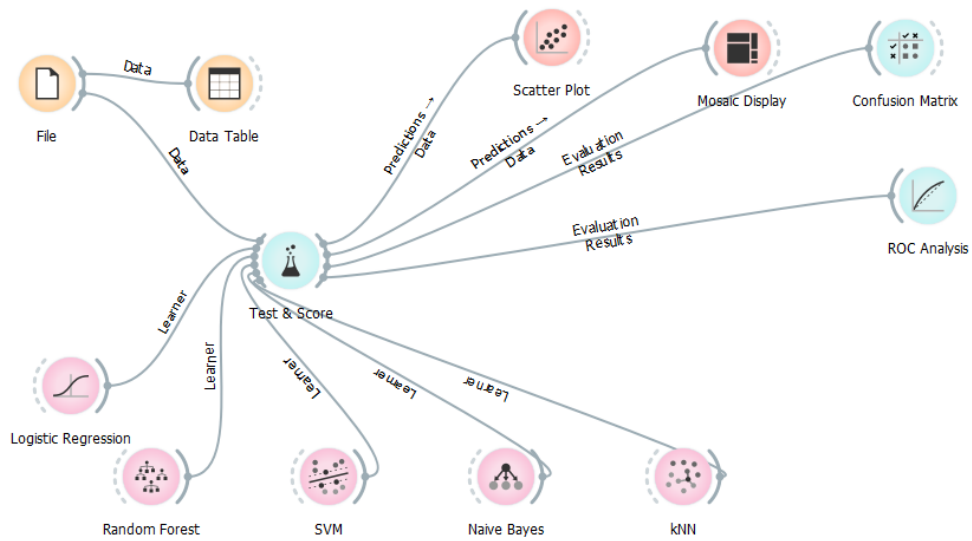 Data
File
Data Table
Data
Scatter Plot
Mosaic Display
Confusion Matrix
Predictions →
Data
Predictions →
Data
Evaluation
Results
Evaluation
Results
ROC Analysis
Test & Score
Learner
Learner
Learner
Learner
Learner
Logistic Regression
Random Forest
SVM
Naive Bayes
kNN